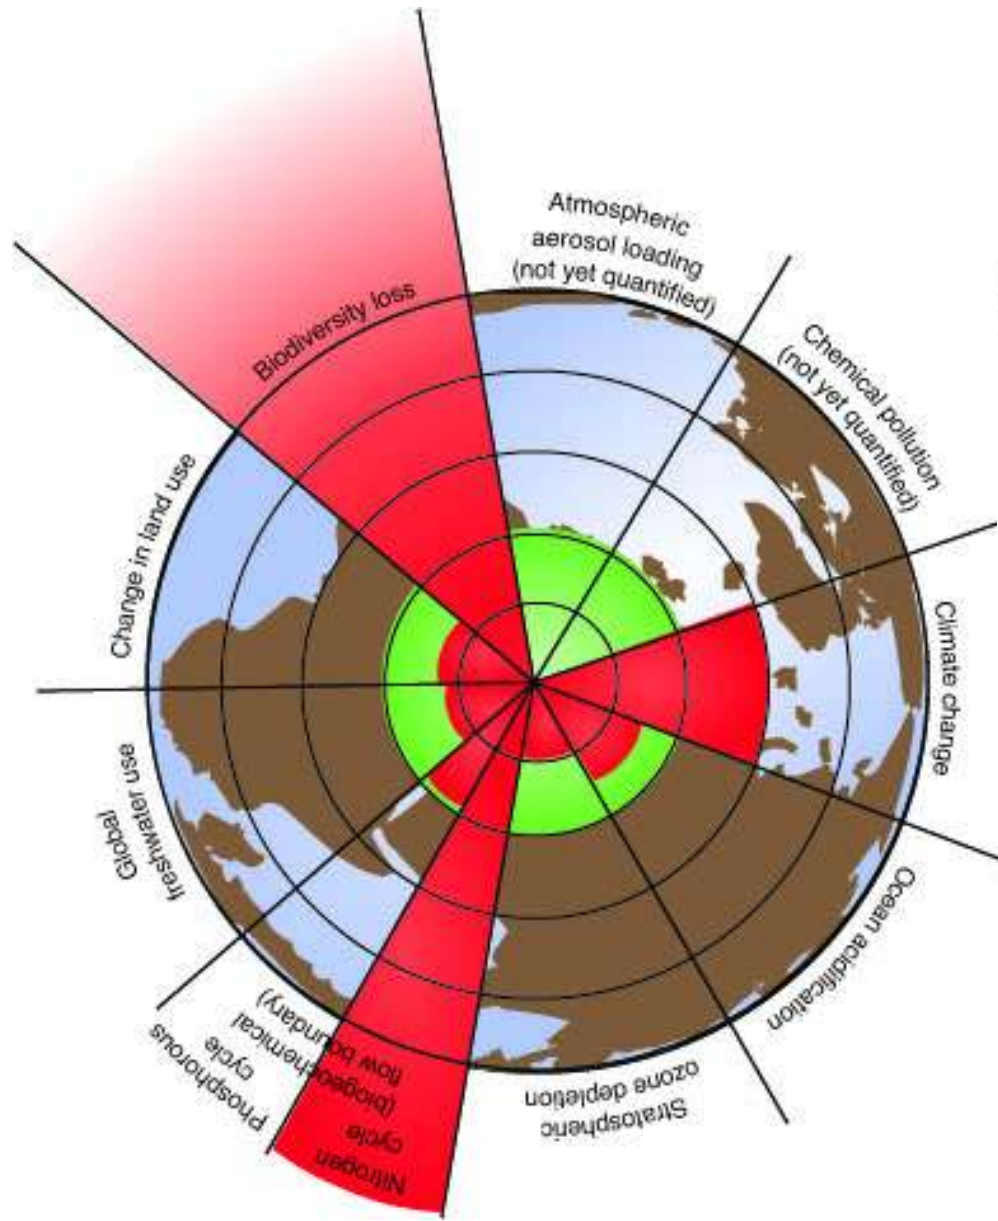 Atmospheric
aerosol loading
(not yet quantified)
Chemical pollution
(not yet quantified)
Climate change
Ocean acidification
Stratospheric
ozone depletion
Nitrogen
cycle
(biogeochemical
flow boundary)
Phosphorous
cycle
Global
freshwater use
Change in land use
Biodiversity loss